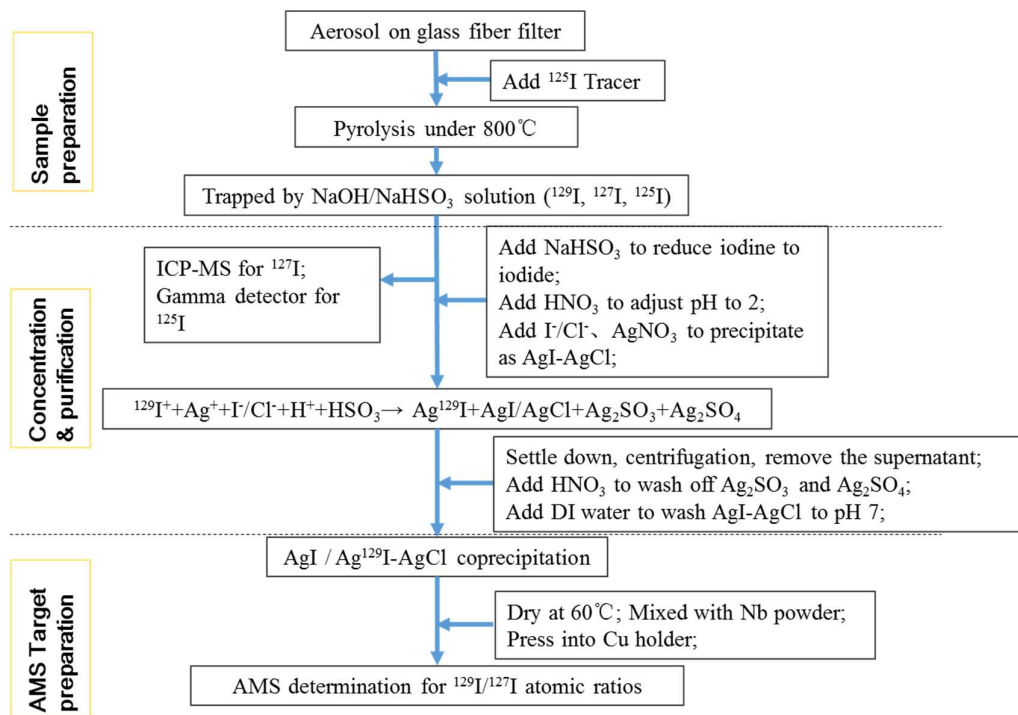 Sample
preparation
Aerosol on glass fiber filter
Add ¹²⁵I Tracer
Pyrolysis under 800℃
Trapped by NaOH/NaHSO₃ solution (¹²⁹I, ¹²⁷I, ¹²⁵I)
Concentration
& purification
ICP-MS for ¹²⁷I;
Gamma detector for
¹²⁵I
Add NaHSO₃ to reduce iodine to
iodide;
Add HNO₃ to adjust pH to 2;
Add I⁻/Cl⁻、AgNO₃ to precipitate
as AgI-AgCl;
¹²⁹I⁺+Ag⁺+I⁻/Cl⁻+H⁺+HSO₃→ Ag¹²⁹I+AgI/AgCl+Ag₂SO₃+Ag₂SO₄
Settle down, centrifugation, remove the supernatant;
Add HNO₃ to wash off Ag₂SO₃ and Ag₂SO₄;
Add DI water to wash AgI-AgCl to pH 7;
AMS Target
preparation
AgI / Ag¹²⁹I-AgCl coprecipitation
Dry at 60℃; Mixed with Nb powder;
Press into Cu holder;
AMS determination for ¹²⁹I/¹²⁷I atomic ratios